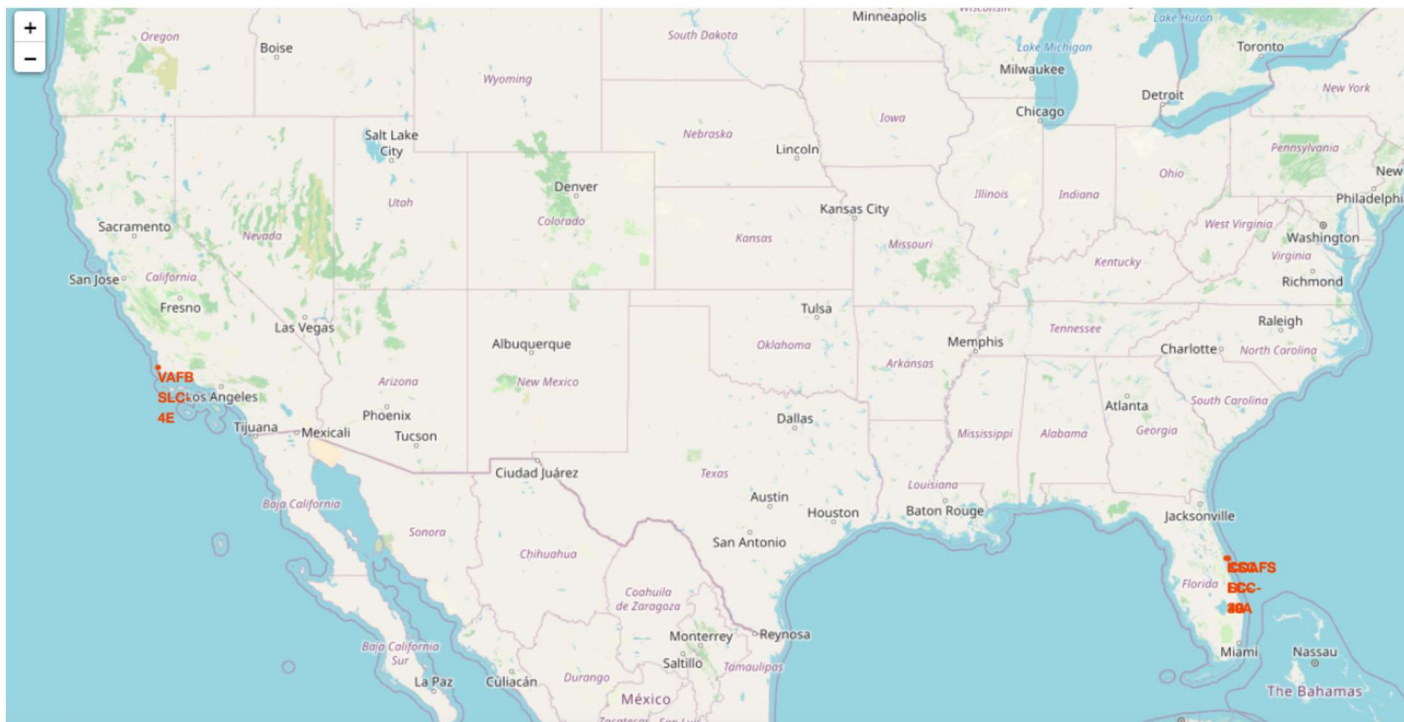 +
−
Minneapolis
Lake Huron
Oregon
South Dakota
Boise
Lake Michigan
Toronto
Wyoming
Milwaukee
New York
Detroit
Chicago
Iowa
Nebraska
Salt Lake
City
Lincoln
Pennsylvania
Ohio
New
Denver
Illinois
Indiana
Philadelphia
Utah
Kansas City
Colorado
Sacramento
West Virginia
Nevada
Kansas
Missouri
Washington
Virginia
Kentucky
San Jose
California
Richmond
Fresno
Tulsa
Las Vegas
Raleigh
Tennessee
Albuquerque
Oklahoma
Memphis
Charlotte
North Carolina
Arkansas
VAFB
Arizona
New Mexico
SLC-
Los Angeles
South Carolina
Atlanta
Phoenix
4E
Dallas
Tijuana
Mexicali
Tucson
Mississippi
Alabama
Georgia
Ciudad Juárez
Texas
Louisiana
Austin
Baja California
Houston
Baton Rouge
Jacksonville
Sonora
San Antonio
Chihuahua
Florida
Coahuila
de Zaragoza
Monterrey
Reynosa
Baja California
Sur
Miami
Nassau
Saltillo
Tamaulipas
Durango
La Paz
Culiacán
The Bahamas
México
Zacatecas
San Luis